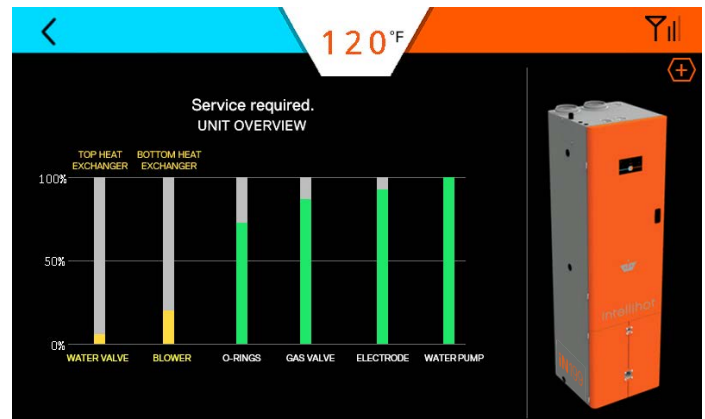 120°F
Service required.
UNIT OVERVIEW
TOP HEAT EXCHANGER
BOTTOM HEAT EXCHANGER
100%
50%
0%
WATER VALVE
BLOWER
O-RINGS
GAS VALVE
ELECTRODE
WATER PUMP
intellihot